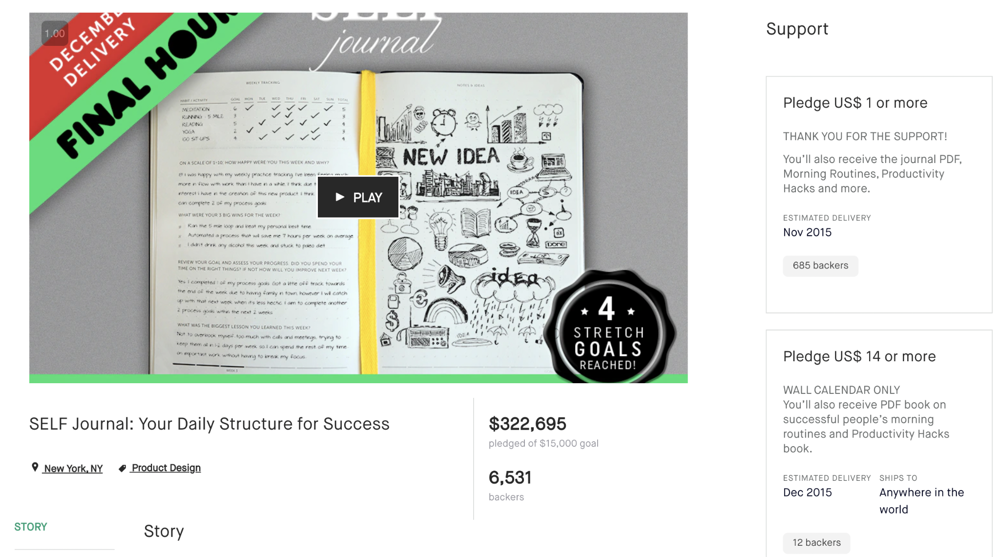 1.00
DECEMBE
DELIVERY
FINAL HOUR
SELF
journal
WEEKLY TRACKING
HABIT / ACTIVITY GOAL MON TUE WED THU FRI SAT SUN TOTAL
MEDITATION 6 ✓ ✓ ✓ ✓ ✓ 5
RUNNING - 5 MILE 3 ✓ ✓ ✓ 3
READING 5 ✓ ✓ ✓ ✓ 4
YOGA 2 ✓ ✓ ✓ 3
100 SIT-UPS 4 ✓ ✓ ✓ ✓ 4
ON A SCALE OF 1-10, HOW HAPPY WERE YOU THIS WEEK AND WHY?
I was happy with my weekly practice tracking. I've been feeling much
more in flow with work than I have in a while. I think due t
interest I have in the creation of this new product. I think
can complete 2 of my process goals
WHAT WERE YOUR 3 BIG WINS FOR THE WEEK?
Ran the 5 mile loop and beat my personal best time
Automated a process that will save me 7 hours per week on average
I didn't drink any alcohol this week and stuck to paleo diet
REVIEW YOUR GOAL AND ASSESS YOUR PROGRESS. DID YOU SPEND YOUR
TIME ON THE RIGHT THINGS? IF NOT HOW WILL YOU IMPROVE NEXT WEEK?
Yes I completed 1 of my process goals. Got a little off track towards
the end of the week due to having family in town, however I will catch
up with that next week when it's less hectic. I am to complete another
2 process goals within the next 2 weeks
WHAT WAS THE BIGGEST LESSON YOU LEARNED THIS WEEK?
Not to overbook myself too much with calls and meetings, trying to
keep them all in 1-2 days per week so I can spend the rest of my time
on important work without having to break my focus.
WEEK 1
NOTES & IDEAS
NEW IDEA
IDEA
$
?
DONE
idEa
€
$
IDEA
▶ PLAY
4
STRETCH
GOALS
REACHED!
SELF Journal: Your Daily Structure for Success
New York, NY
Product Design
$322,695
pledged of $15,000 goal
6,531
backers
STORY
Story
Support
Pledge US$ 1 or more
THANK YOU FOR THE SUPPORT!
You’ll also receive the journal PDF,
Morning Routines, Productivity
Hacks and more.
ESTIMATED DELIVERY
Nov 2015
685 backers
Pledge US$ 14 or more
WALL CALENDAR ONLY
You’ll also receive PDF book on
successful people’s morning
routines and Productivity Hacks
book.
ESTIMATED DELIVERY SHIPS TO
Dec 2015 Anywhere in the
world
12 backers